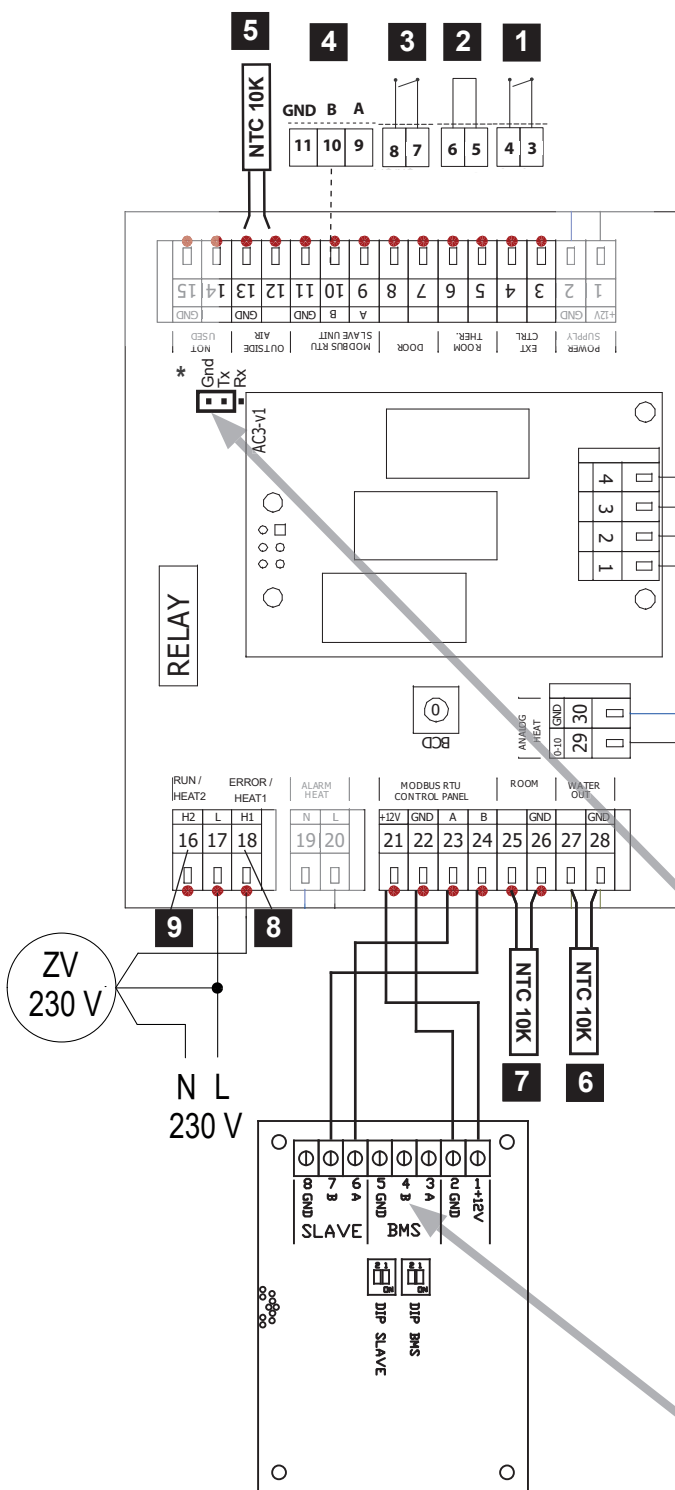 5 4 3 2 1
NTC 10K
GND B A
11 10 9 8 7 6 5 4 3
15 14 13 12 11 10 9 8 7 6 5 4 3 2 1
GND GND GND B A GND +12V
NOT USED
OUTSIDE AIR
MODBUS RTU SLAVE UNIT
DOOR
ROOM THER.
EXT CTRL
POWER SUPPLY
*
Gnd
Tx
Rx
AC3-v1
4
3
2
1
RELAY
0
BCD
ANALOG HEAT
GND 30
0-10 29
RUN / HEAT2
ERROR / HEAT1
ALARM HEAT
MODBUS RTU CONTROL PANEL
ROOM
WATER OUT
H2 L H1 N L +12V GND A B GND GND
16 17 18 19 20 21 22 23 24 25 26 27 28
9 8
ZV
230 V
NTC 10K NTC 10K
7 6
N L
230 V
8 7 6 5 4 3 2 1
GND B A GND B A GND +12V
SLAVE BMS
2 1 2 1
ON ON
DIP SLAVE
DIP BMS